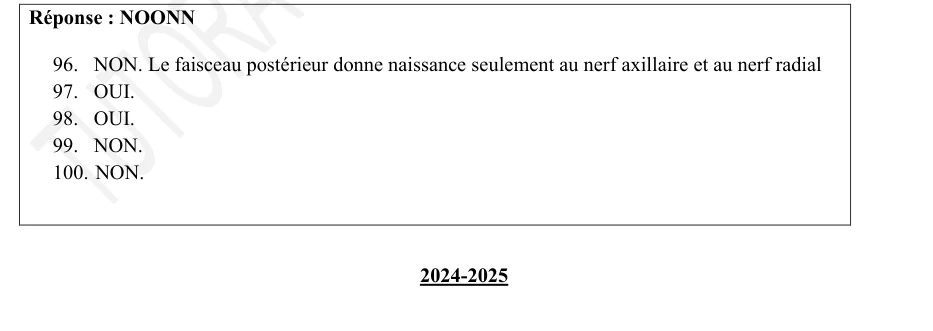 Réponse : NOONN
96. NON. Le faisceau postérieur donne naissance seulement au nerf axillaire et au nerf radial
97. OUI.
98. OUI.
99. NON.
100. NON.
TUTORA
2024-2025